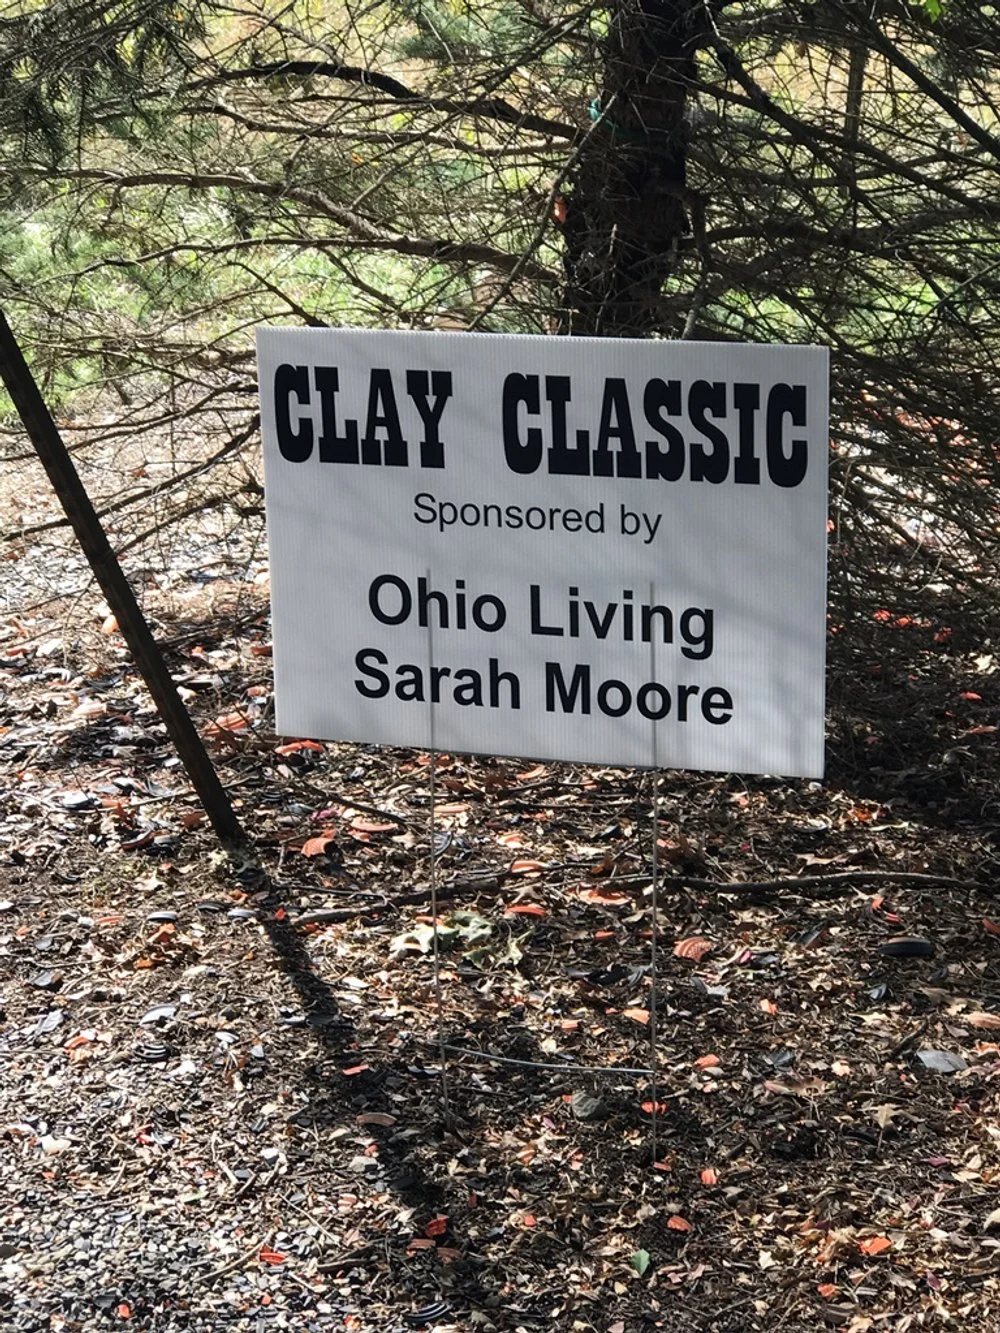 CLAY CLASSIC
Sponsored by
Ohio Living
Sarah Moore